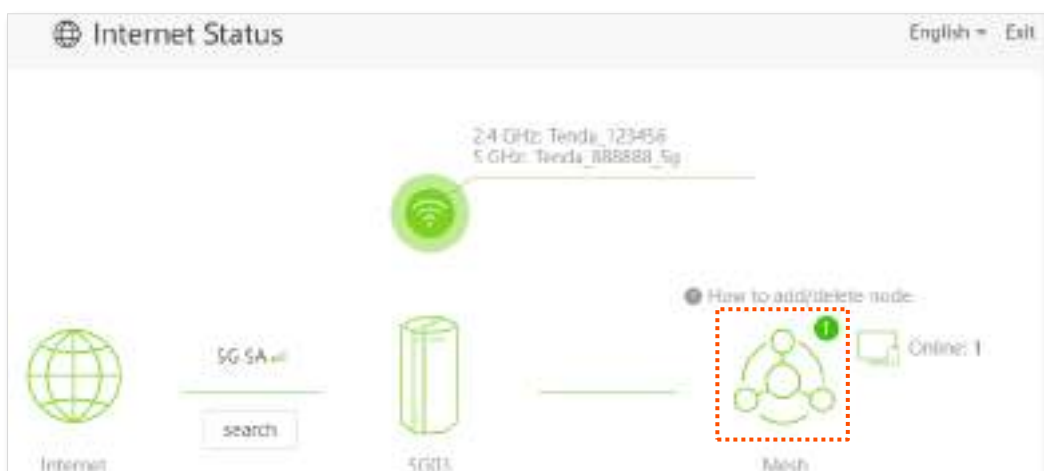 Internet Status
English
Exit
2.4 GHz: Tenda_123456
5 GHz: Tenda_888888_5g
How to add/delete node
1
Online: 1
5G SA
search
Internet
5G03
Mesh